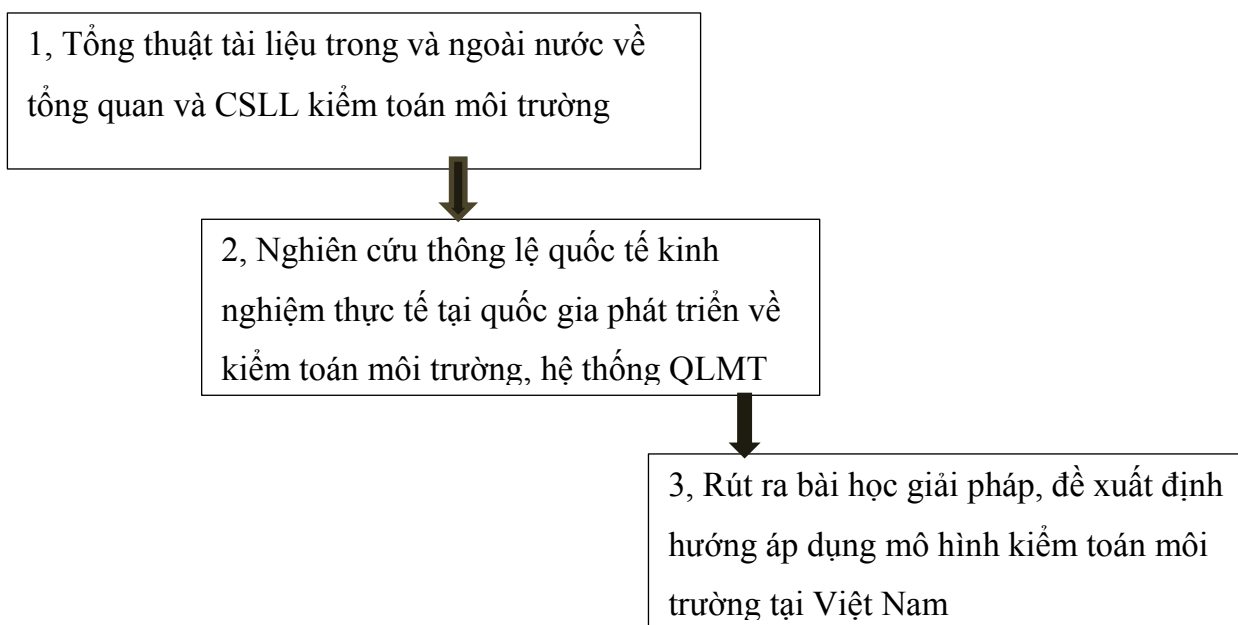 1, Tổng thuật tài liệu trong và ngoài nước về
tổng quan và CSLL kiểm toán môi trường
2, Nghiên cứu thông lệ quốc tế kinh
nghiệm thực tế tại quốc gia phát triển về
kiểm toán môi trường, hệ thống QLMT
3, Rút ra bài học giải pháp, đề xuất định
hướng áp dụng mô hình kiểm toán môi
trường tại Việt Nam